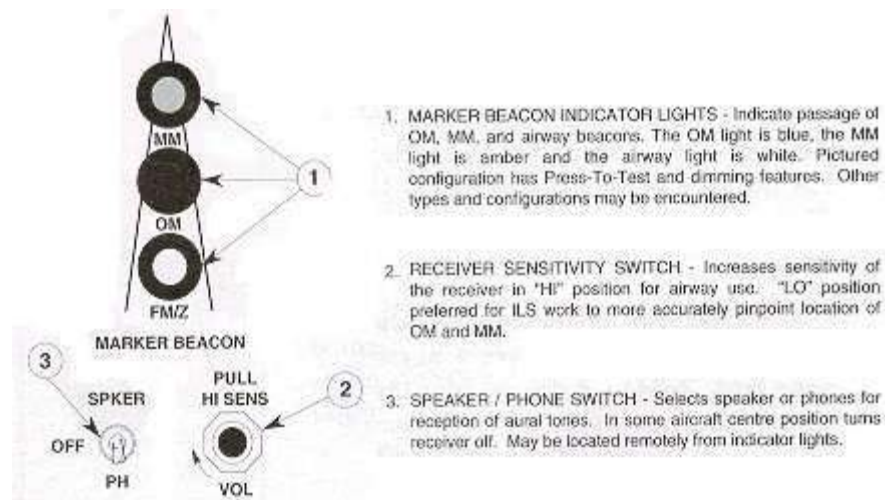 MM
OM
FM/Z
MARKER BEACON
1
3
SPKER
OFF
PH
PULL
HI SENS
2
VOL
1. MARKER BEACON INDICATOR LIGHTS - Indicate passage of
OM, MM, and airway beacons. The OM light is blue, the MM
light is amber and the airway light is white. Pictured
configuration has Press-To-Test and dimming features. Other
types and configurations may be encountered.
2. RECEIVER SENSITIVITY SWITCH - Increases sensitivity of
the receiver in "HI" position for airway use. "LO" position
preferred for ILS work to more accurately pinpoint location of
OM and MM.
3. SPEAKER / PHONE SWITCH - Selects speaker or phones for
reception of aural tones. In some aircraft centre position turns
receiver off. May be located remotely from indicator lights.